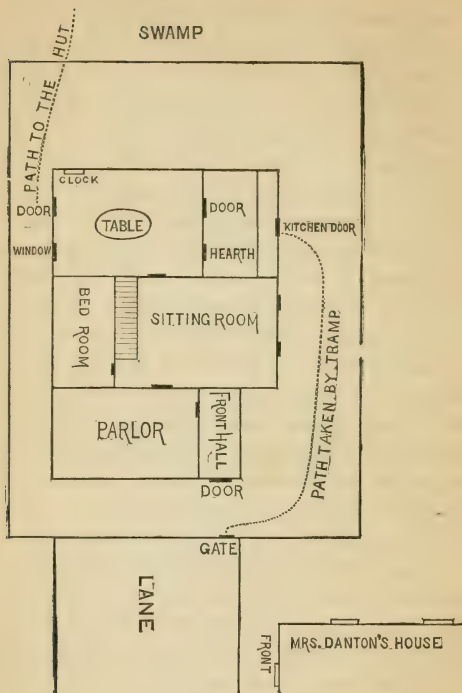 SWAMP
PATH TO THE HUT
CLOCK
DOOR
TABLE
DOOR
KITCHEN DOOR
WINDOW
HEARTH
BED ROOM
SITTING ROOM
PATH TAKEN BY TRAMP
PARLOR
FRONT HALL
DOOR
GATE
LANE
FRONT
MRS. DANTON'S HOUSE